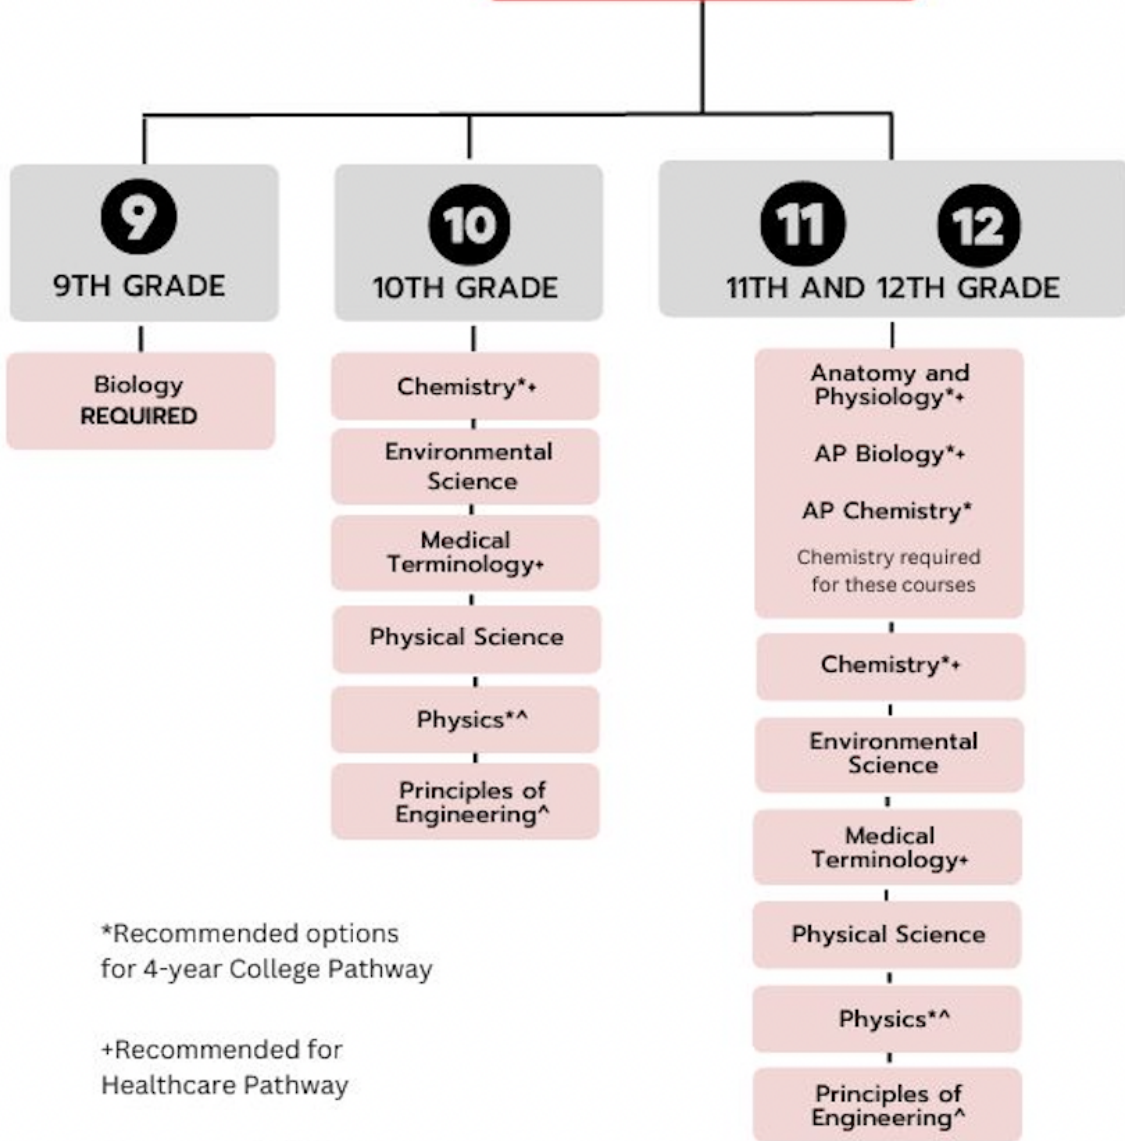 9
9TH GRADE
Biology
REQUIRED
10
10TH GRADE
Chemistry*+
Environmental
Science
Medical
Terminology+
Physical Science
Physics*^
Principles of
Engineering^
11 12
11TH AND 12TH GRADE
Anatomy and
Physiology*+
AP Biology*+
AP Chemistry*
Chemistry required
for these courses
Chemistry*+
Environmental
Science
Medical
Terminology+
Physical Science
Physics*^
Principles of
Engineering^
*Recommended options
for 4-year College Pathway
+Recommended for
Healthcare Pathway